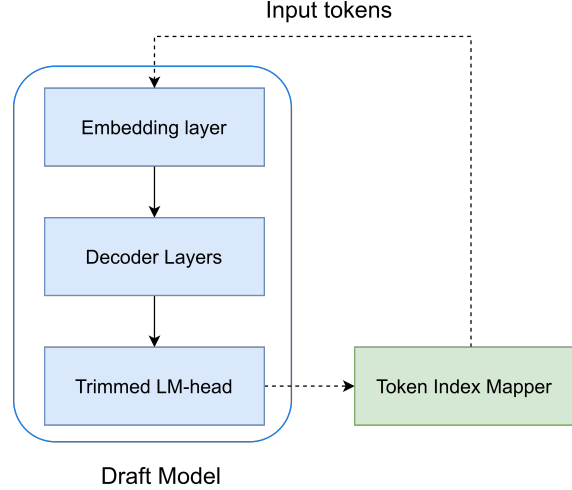 Input tokens
Embedding layer
Decoder Layers
Trimmed LM-head
Token Index Mapper
Draft Model